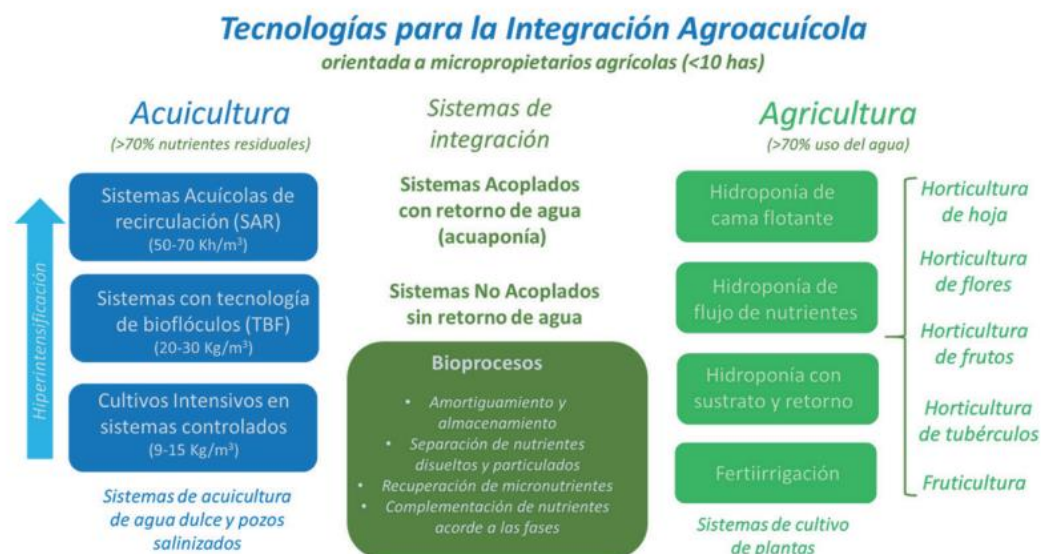 Tecnologías para la Integración Agroacuícola
orientada a micropropietarios agrícolas (<10 has)
Acuicultura
(>70% nutrientes residuales)
Hiperintensificación
Sistemas Acuícolas de
recirculación (SAR)
(50-70 Kh/m³)
Sistemas con tecnología
de bioflóculos (TBF)
(20-30 Kg/m³)
Cultivos Intensivos en
sistemas controlados
(9-15 Kg/m³)
Sistemas de acuicultura
de agua dulce y pozos
salinizados
Sistemas de
integración
Sistemas Acoplados
con retorno de agua
(acuaponía)
Sistemas No Acoplados
sin retorno de agua
Bioprocesos
• Amortiguamiento y
almacenamiento
• Separación de nutrientes
disueltos y particulados
• Recuperación de micronutrientes
• Complementación de nutrientes
acorde a las fases
Agricultura
(>70% uso del agua)
Hidroponía de
cama flotante
Hidroponía de
flujo de nutrientes
Hidroponía con
sustrato y retorno
Fertiirrigación
Sistemas de cultivo
de plantas
Horticultura
de hoja
Horticultura
de flores
Horticultura
de frutos
Horticultura
de tubérculos
Fruticultura